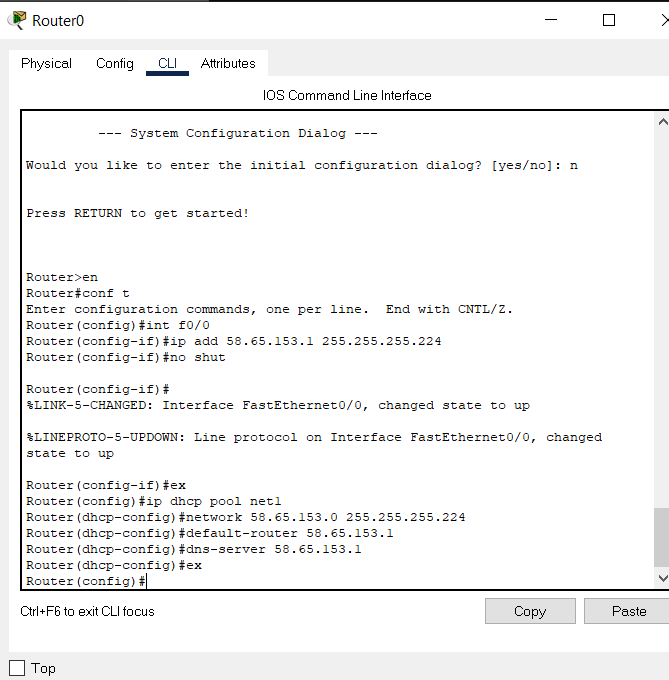 Router0
Physical Config CLI Attributes
IOS Command Line Interface
--- System Configuration Dialog ---
Would you like to enter the initial configuration dialog? [yes/no]: n
Press RETURN to get started!
Router>en
Router#conf t
Enter configuration commands, one per line.  End with CNTL/Z.
Router(config)#int f0/0
Router(config-if)#ip add 58.65.153.1 255.255.255.224
Router(config-if)#no shut
Router(config-if)#
%LINK-5-CHANGED: Interface FastEthernet0/0, changed state to up
%LINEPROTO-5-UPDOWN: Line protocol on Interface FastEthernet0/0, changed
state to up
Router(config-if)#ex
Router(config)#ip dhcp pool net1
Router(dhcp-config)#network 58.65.153.0 255.255.255.224
Router(dhcp-config)#default-router 58.65.153.1
Router(dhcp-config)#dns-server 58.65.153.1
Router(dhcp-config)#ex
Router(config)#
Ctrl+F6 to exit CLI focus
Copy Paste
Top